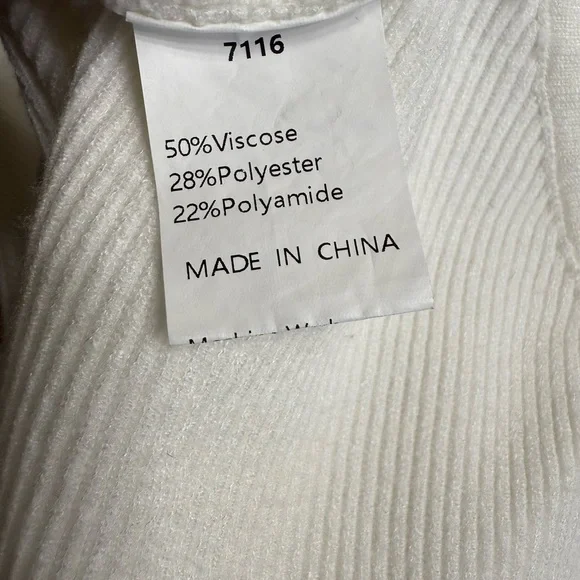 7116
50%Viscose
28%Polyester
22%Polyamide
MADE IN CHINA